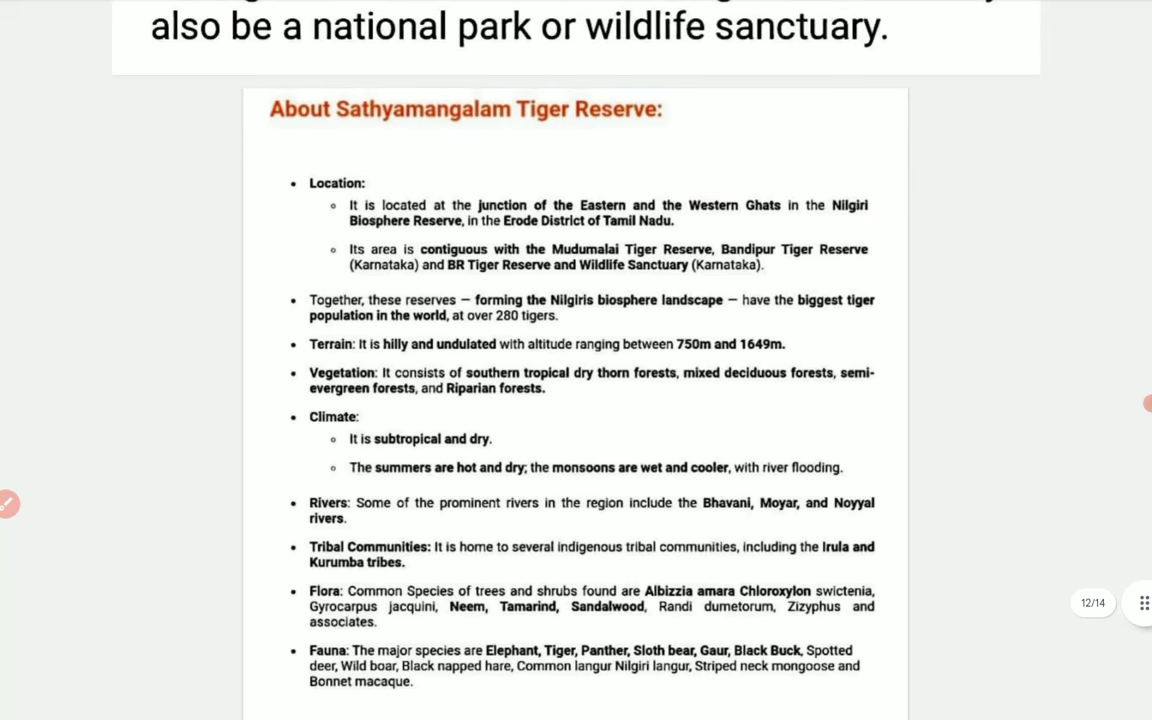 also be a national park or wildlife sanctuary.
About Sathyamangalam Tiger Reserve:
• Location:
◦ It is located at the junction of the Eastern and the Western Ghats in the Nilgiri
Biosphere Reserve, in the Erode District of Tamil Nadu.
◦ Its area is contiguous with the Mudumalai Tiger Reserve, Bandipur Tiger Reserve
(Karnataka) and BR Tiger Reserve and Wildlife Sanctuary (Karnataka).
• Together, these reserves — forming the Nilgiris biosphere landscape — have the biggest tiger
population in the world, at over 280 tigers.
• Terrain: It is hilly and undulated with altitude ranging between 750m and 1649m.
• Vegetation: It consists of southern tropical dry thorn forests, mixed deciduous forests, semi-
evergreen forests, and Riparian forests.
• Climate:
◦ It is subtropical and dry.
◦ The summers are hot and dry; the monsoons are wet and cooler, with river flooding.
• Rivers: Some of the prominent rivers in the region include the Bhavani, Moyar, and Noyyal
rivers.
• Tribal Communities: It is home to several indigenous tribal communities, including the Irula and
Kurumba tribes.
• Flora: Common Species of trees and shrubs found are Albizzia amara Chloroxylon swictenia,
Gyrocarpus jacquini, Neem, Tamarind, Sandalwood, Randi dumetorum, Zizyphus and
associates.
• Fauna: The major species are Elephant, Tiger, Panther, Sloth bear, Gaur, Black Buck, Spotted
deer, Wild boar, Black napped hare, Common langur Nilgiri langur, Striped neck mongoose and
Bonnet macaque.
12/14